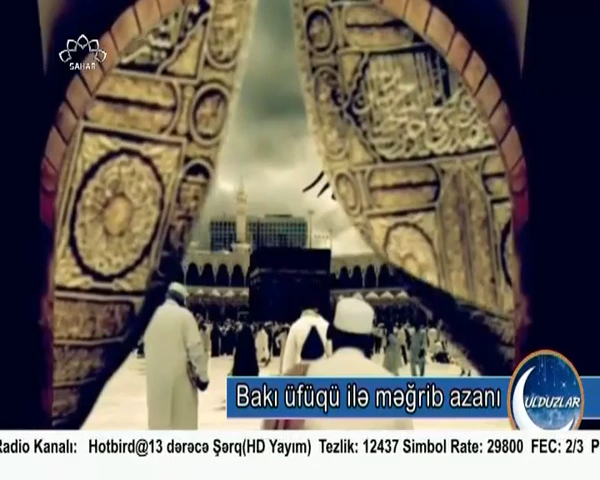 SAHAR
Bakı üfüqü ilə məğrib azanı
ULDUZLAR
Radio Kanalı: Hotbird@13 dərəcə Şərq(HD Yayım) Tezlik: 12437 Simbol Rate: 29800 FEC: 2/3 P